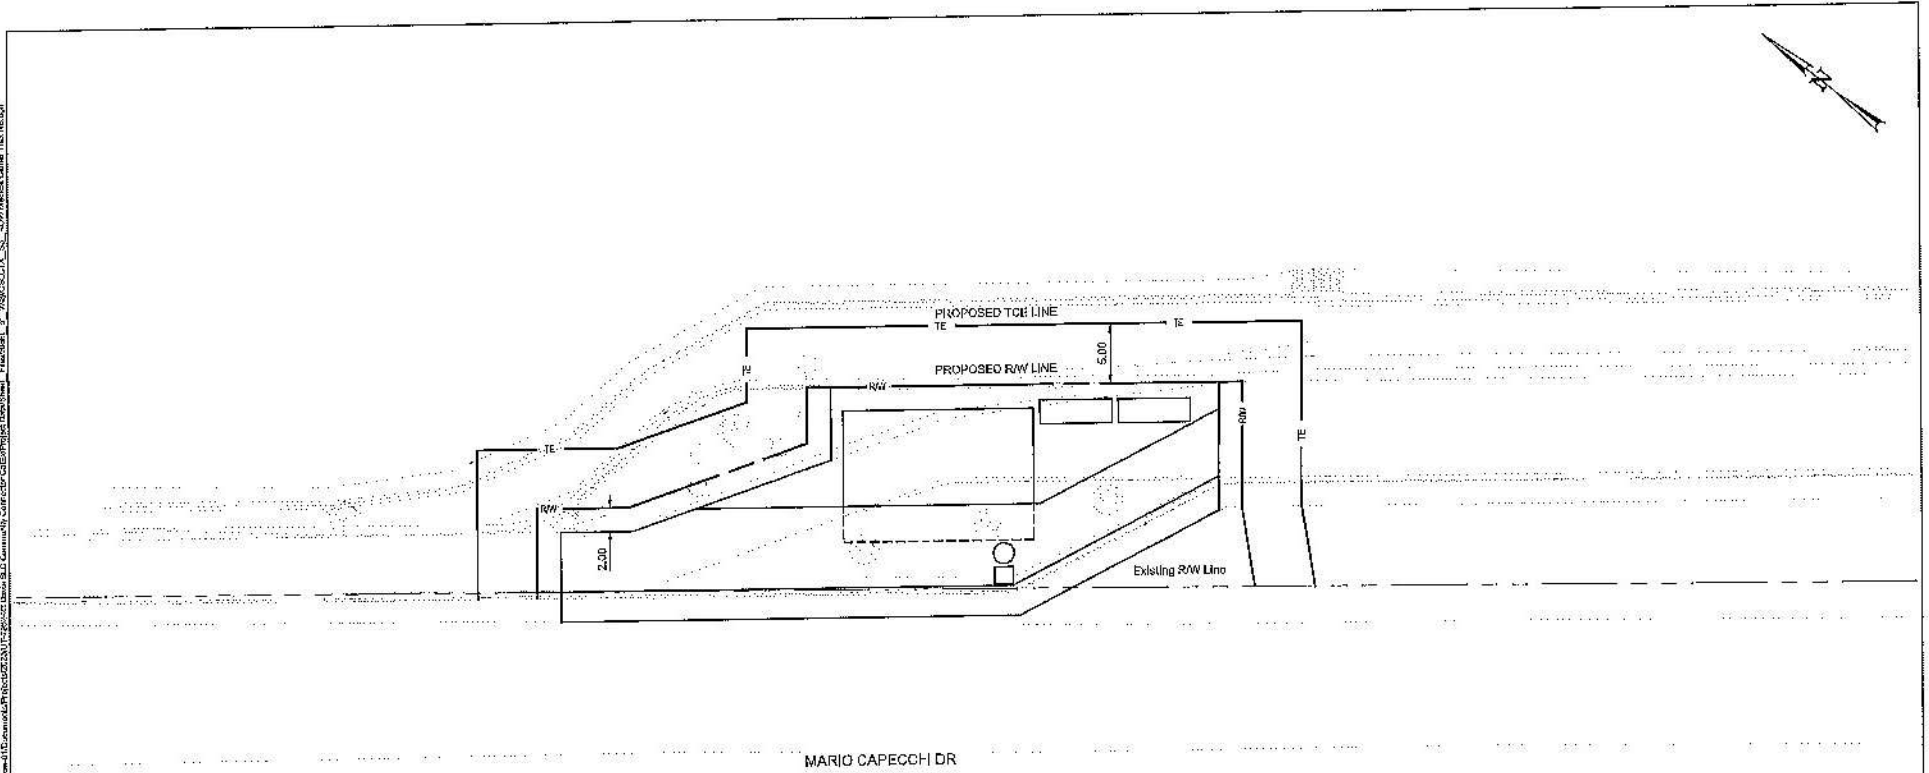 N
PROPOSED TCE LINE
TE
TE
5.00
PROPOSED R/W LINE
TE
R/W
R/W
TE
TE
R/W
2.00
Existing R/W Line
MARIO CAPECCHI DR